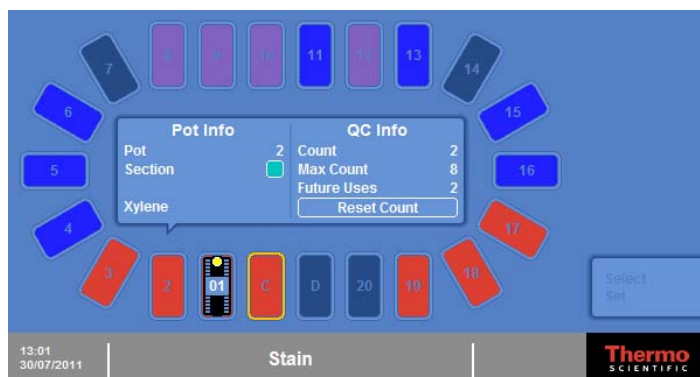 11
13
7
14
6
15
Pot Info
QC Info
Pot 2
Count 2
Section
Max Count 8
Future Uses 2
Xylene
Reset Count
5
16
4
17
3
2
01
C
D
20
19
18
Select
Set
13:01
30/07/2011
Stain
Thermo
SCIENTIFIC